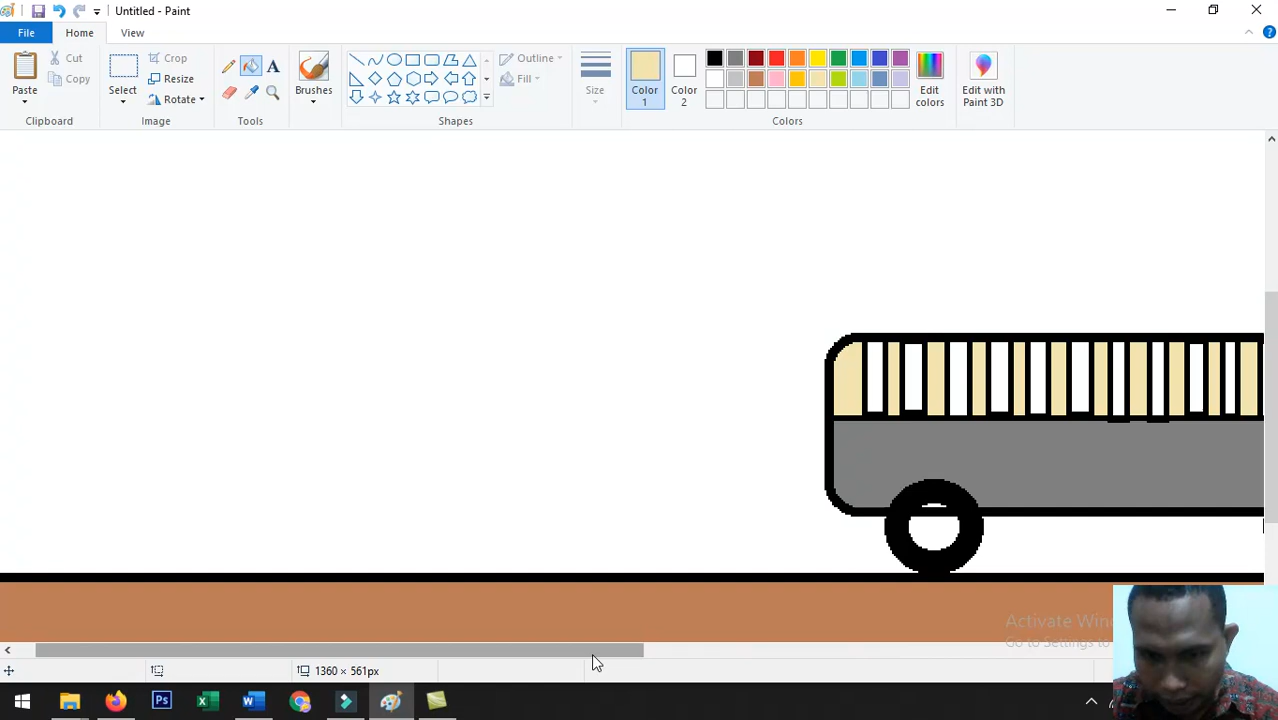 Untitled - Paint
File
Home
View
Paste
Cut
Copy
Clipboard
Select
Crop
Resize
Rotate
Image
A
Tools
Brushes
Outline
Fill
Shapes
Size
Color
1
Color
2
Edit
colors
Colors
Edit with
Paint 3D
Activate Win
Go to Settings to
1360 × 561px
Ps
X
W